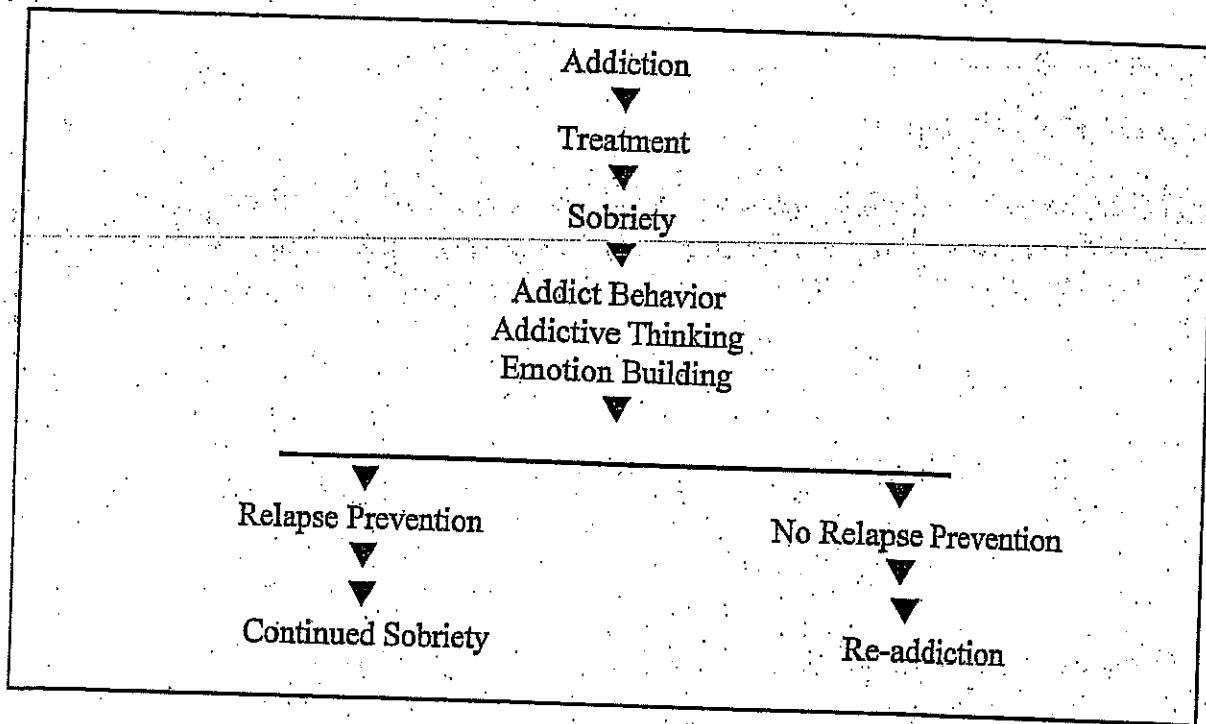 Addiction
Treatment
Sobriety
Addict Behavior
Addictive Thinking
Emotion Building
Relapse Prevention
No Relapse Prevention
Continued Sobriety
Re-addiction